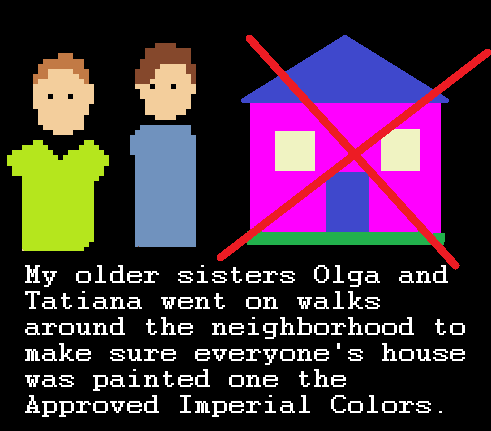 My older sisters Olga and
Tatiana went on walks
around the neighborhood to
make sure everyone's house
was painted one the
Approved Imperial Colors.